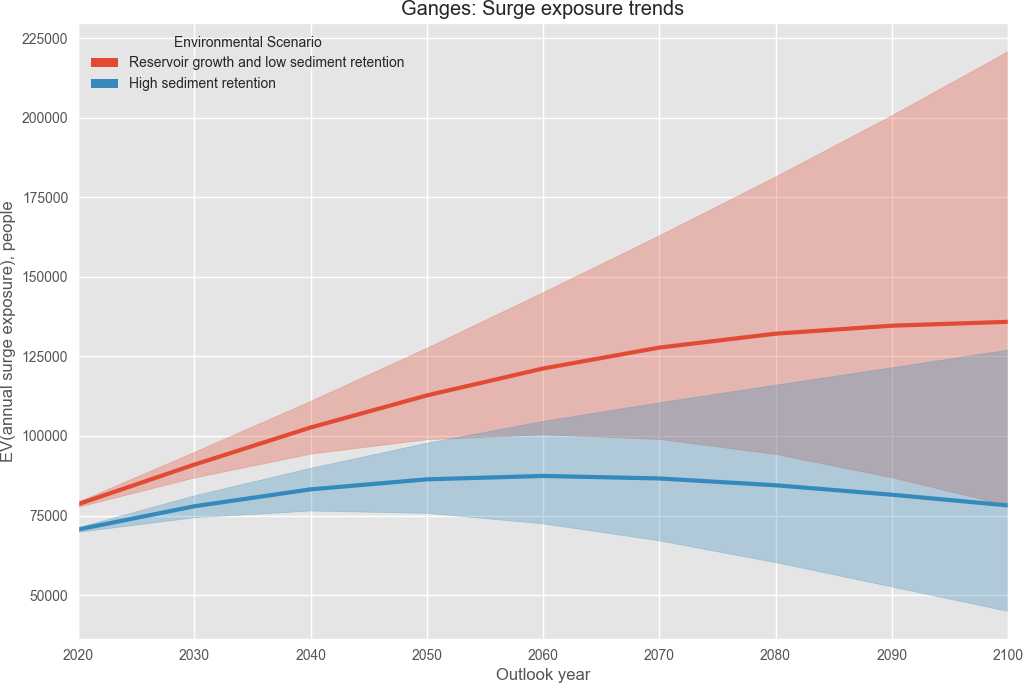 Ganges: Surge exposure trends
Environmental Scenario
Reservoir growth and low sediment retention
High sediment retention
EV(annual surge exposure), people
225000
200000
175000
150000
125000
100000
75000
50000
2020 2030 2040 2050 2060 2070 2080 2090 2100
Outlook year